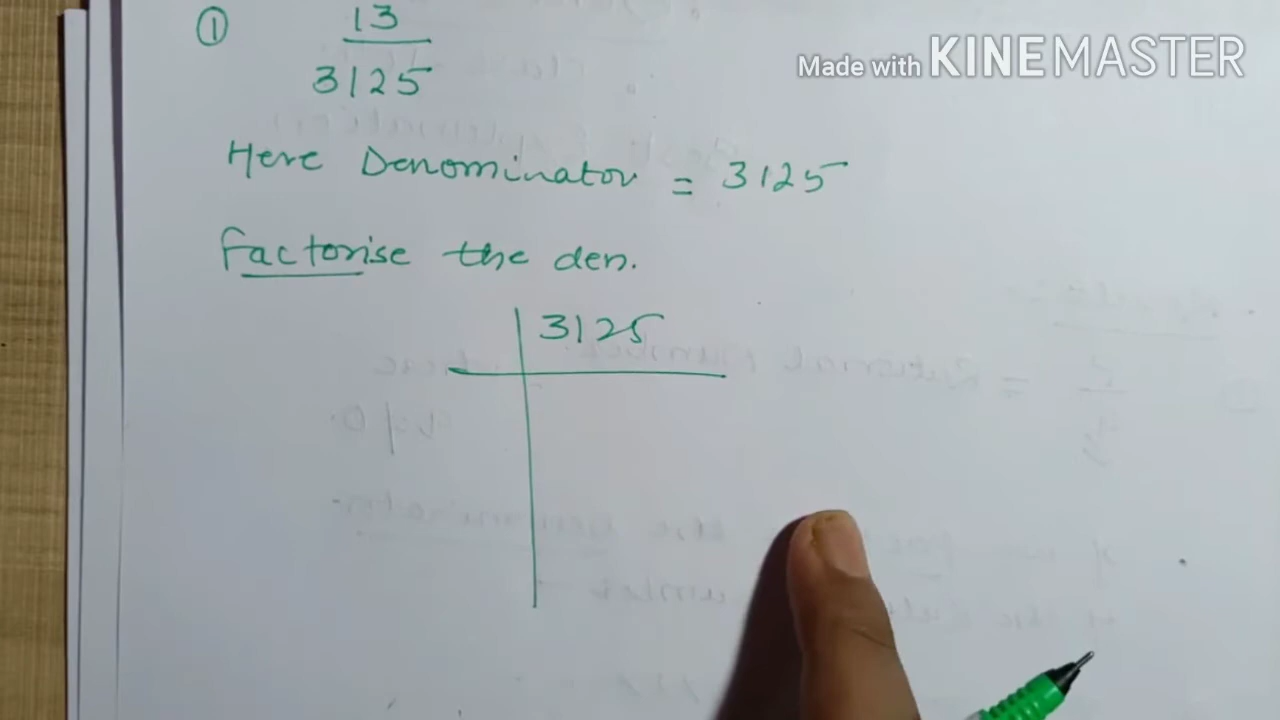 ① 13
3125
Made with KINEMASTER
Here Denominator = 3125
Factorise the den.
3125